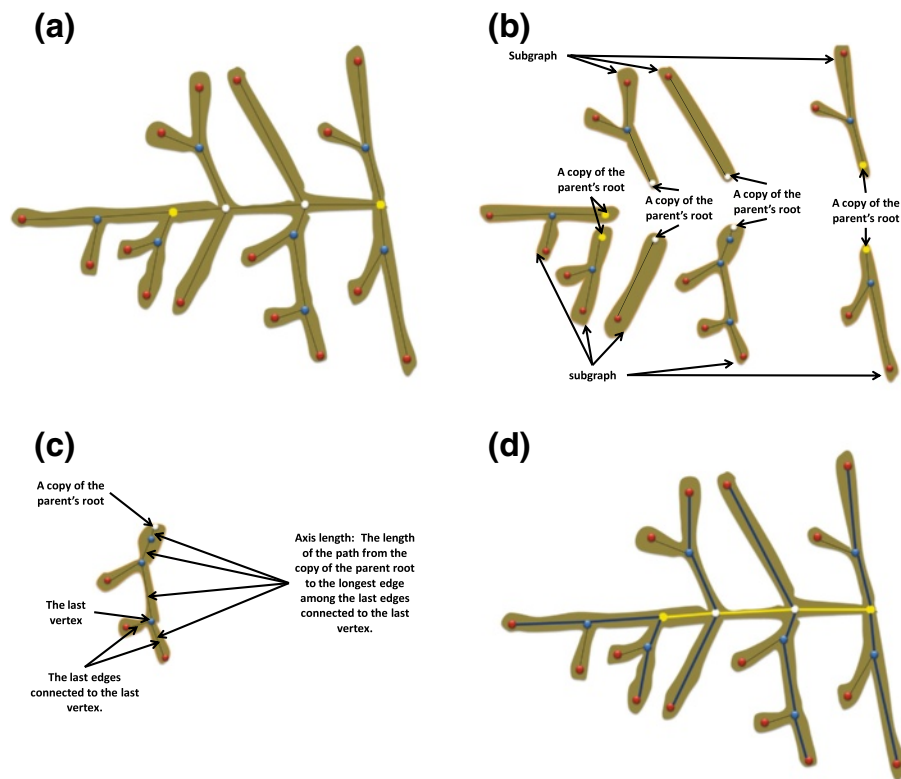 (a)
(b)
Subgraph
A copy of the
parent's root
A copy of the
parent's root
A copy of the
parent's root
A copy of the
parent's root
subgraph
(c)
A copy of the
parent's root
Axis length: The length
of the path from the
copy of the parent root
to the longest edge
among the last edges
connected to the last
vertex.
The last
vertex
The last edges
connected to the last
vertex.
(d)